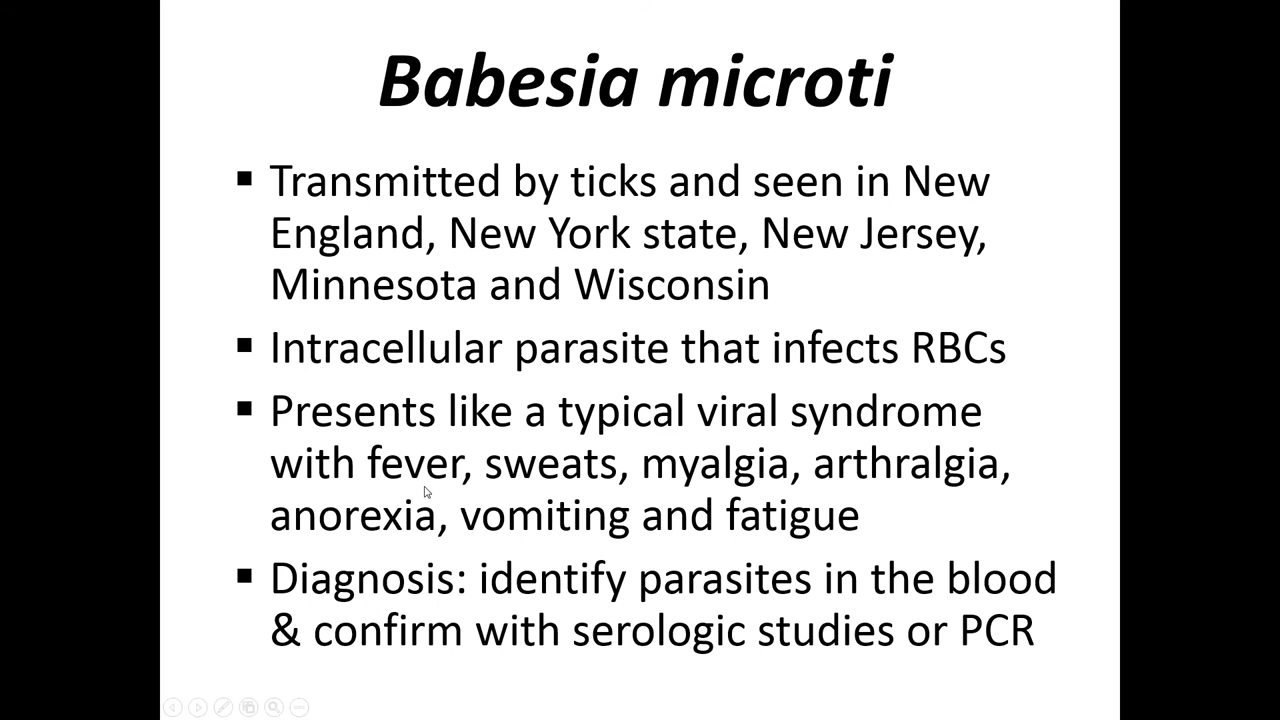 Babesia microti
▪ Transmitted by ticks and seen in New
England, New York state, New Jersey,
Minnesota and Wisconsin
▪ Intracellular parasite that infects RBCs
▪ Presents like a typical viral syndrome
with fever, sweats, myalgia, arthralgia,
anorexia, vomiting and fatigue
▪ Diagnosis: identify parasites in the blood
& confirm with serologic studies or PCR